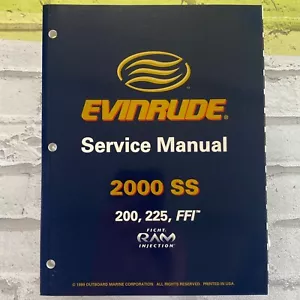 EVINRUDE®
Service Manual
2000 SS
200, 225, FFI™
FICHT
RAM
INJECTION®
© 1999 OUTBOARD MARINE CORPORATION. ALL RIGHTS RESERVED. PRINTED IN USA.